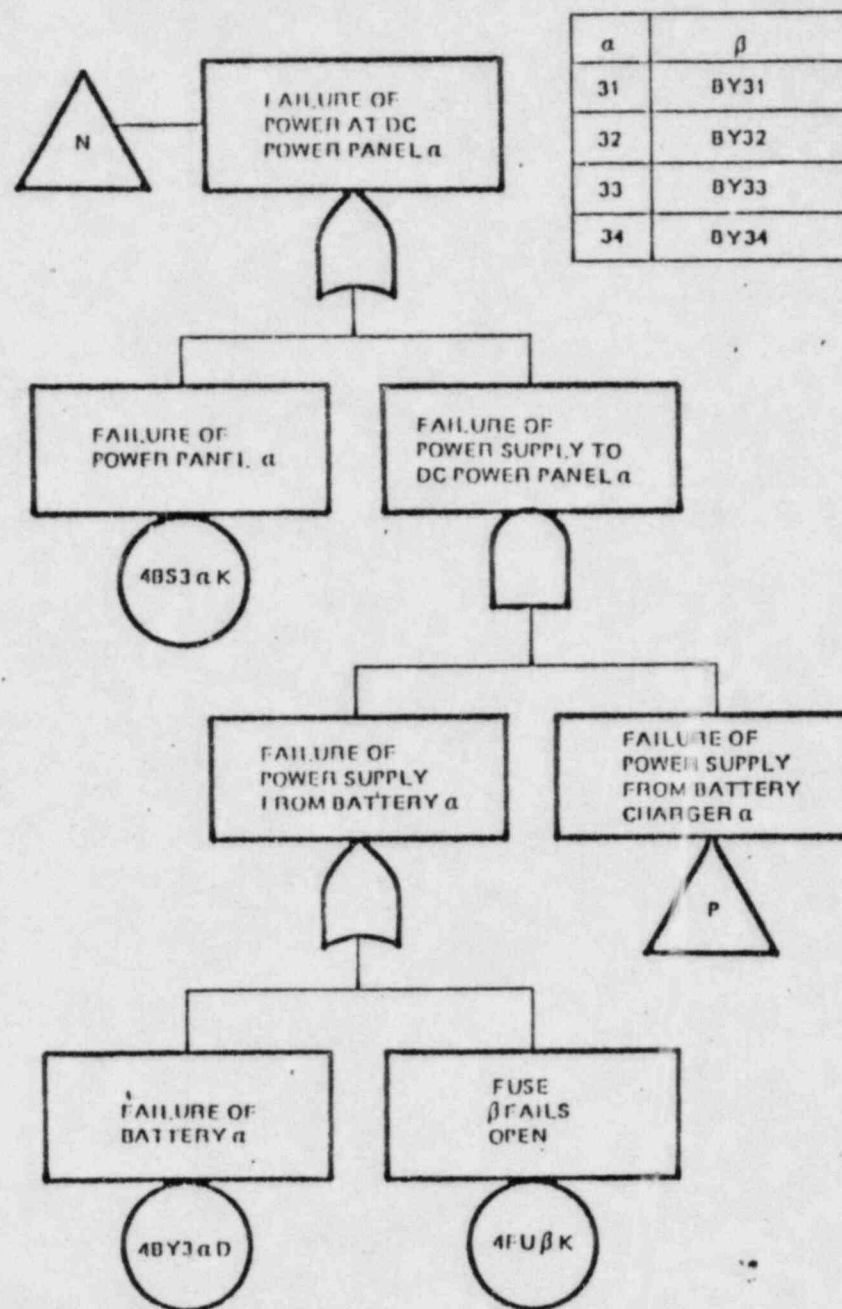 N
FAILURE OF
POWER AT DC
POWER PANEL α
α β
31 BY31
32 BY32
33 BY33
34 BY34
FAILURE OF
POWER PANEL α
FAILURE OF
POWER SUPPLY TO
DC POWER PANEL α
4BS3αK
FAILURE OF
POWER SUPPLY
FROM BATTERY α
FAILURE OF
POWER SUPPLY
FROM BATTERY
CHARGER α
P
FAILURE OF
BATTERY α
FUSE
β FAILS
OPEN
4BY3αD
4FUβK